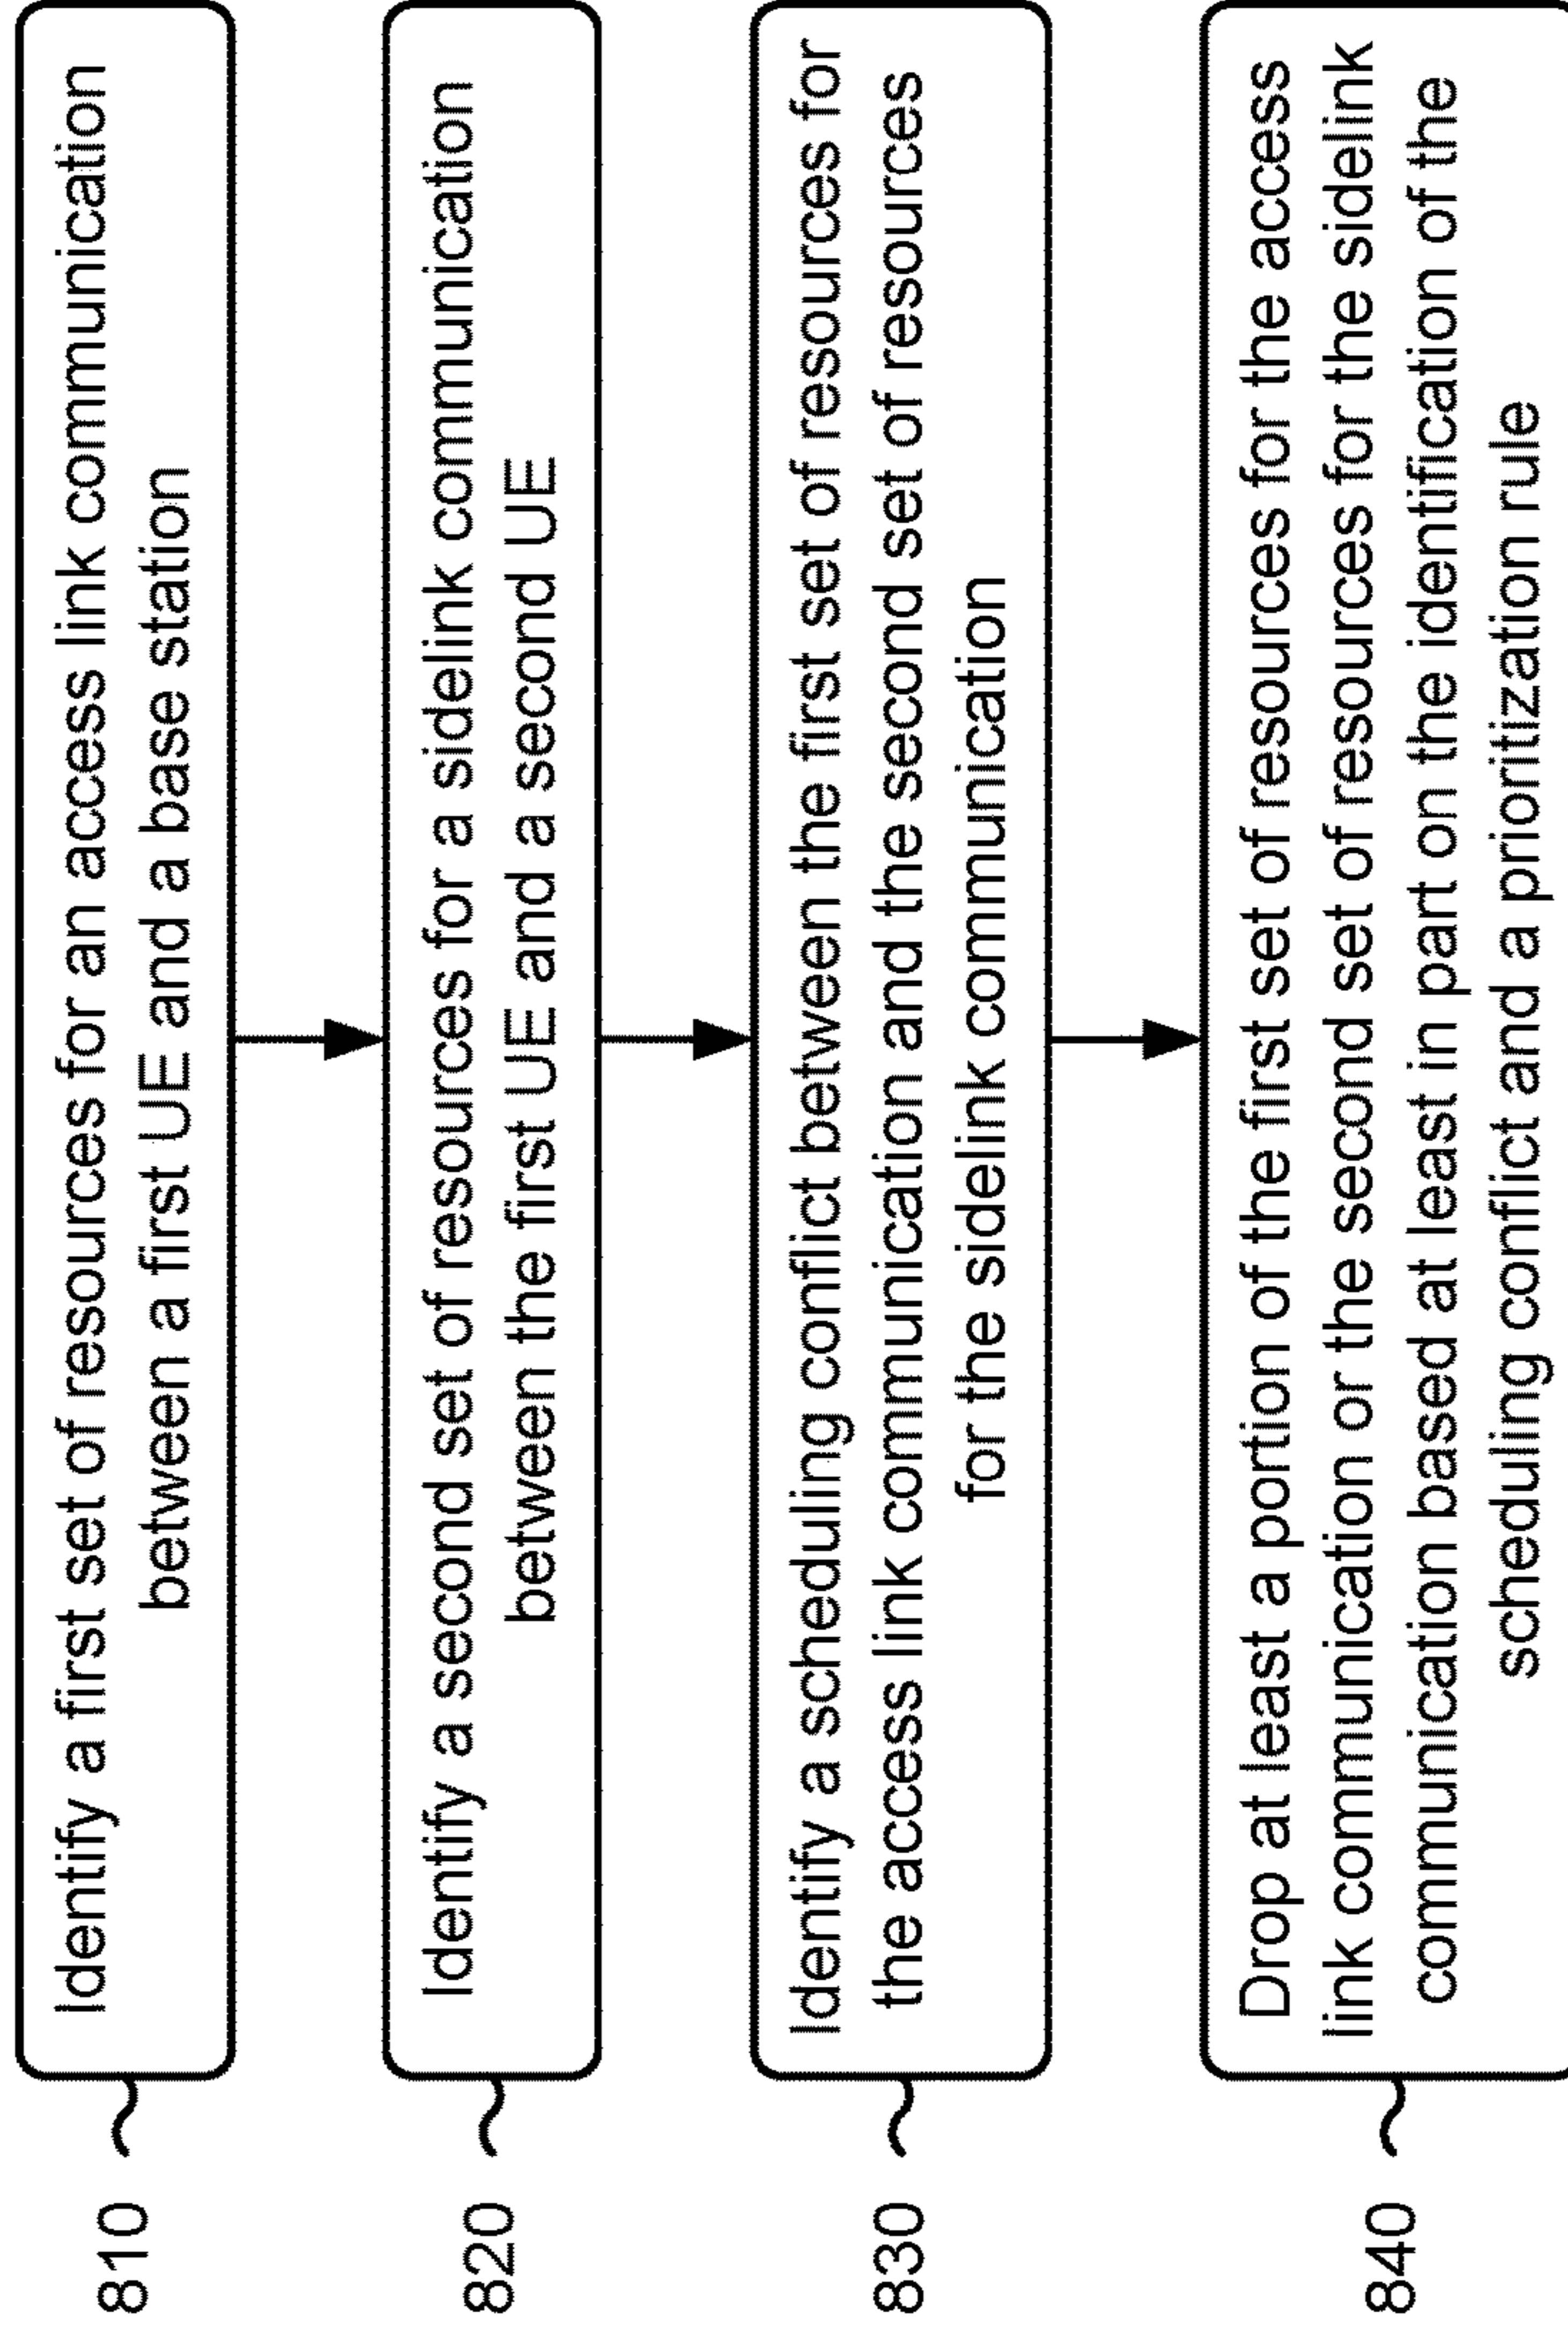 810
Identify a first set of resources for an access link communication
between a first UE and a base station
820
Identify a second set of resources for a sidelink communication
between the first UE and a second UE
830
Identify a scheduling conflict between the first set of resources for
the access link communication and the second set of resources
for the sidelink communication
840
Drop at least a portion of the first set of resources for the access
link communication or the second set of resources for the sidelink
communication based at least in part on the identification of the
scheduling conflict and a prioritization rule